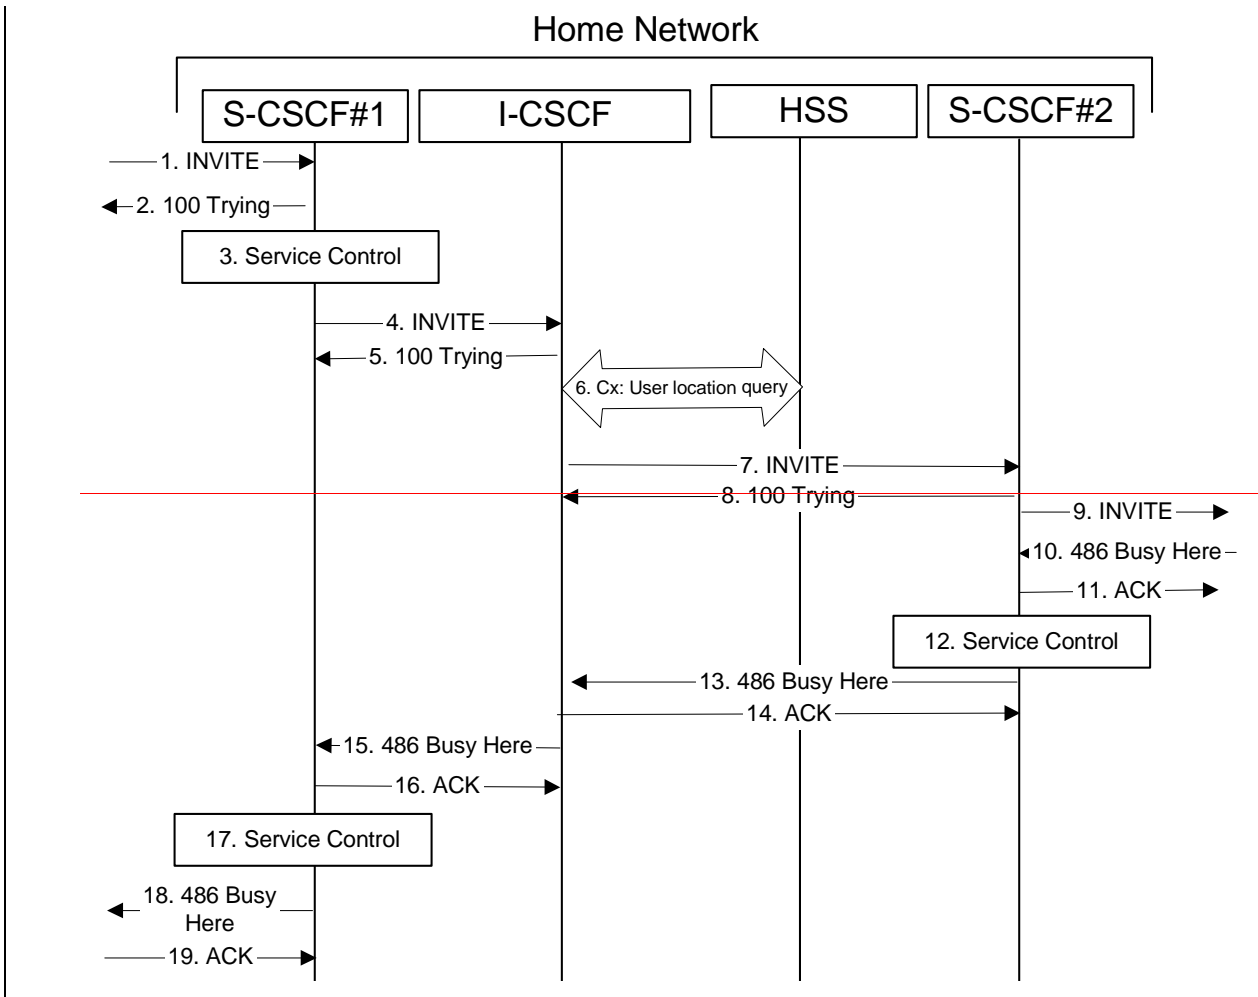 Home Network
S-CSCF#1
I-CSCF
HSS
S-CSCF#2
1. INVITE
2. 100 Trying
3. Service Control
4. INVITE
5. 100 Trying
6. Cx: User location query
7. INVITE
8. 100 Trying
9. INVITE
10. 486 Busy Here
11. ACK
12. Service Control
13. 486 Busy Here
14. ACK
15. 486 Busy Here
16. ACK
17. Service Control
18. 486 Busy
Here
19. ACK